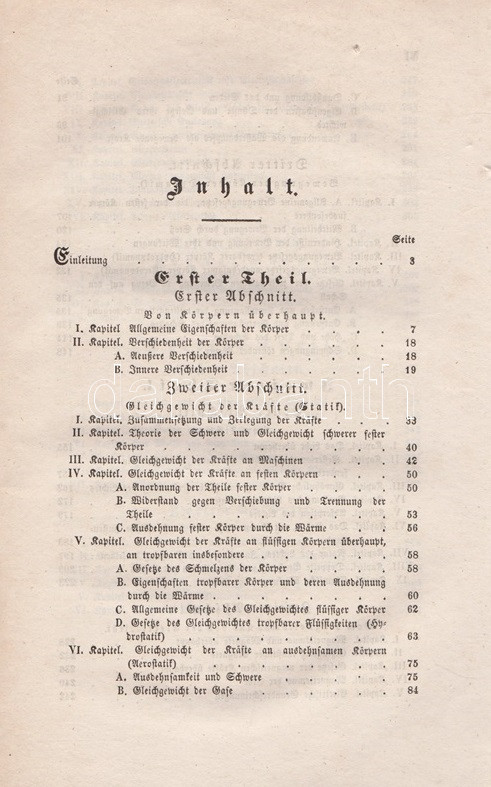 Inhalt.
Seite
Einleitung . . . . . . . . . . . 3
Erster Theil.
Erster Abschnitt.
Von Körpern überhaupt.
I. Kapitel. Allgemeine Eigenschaften der Körper . . . . 7
II. Kapitel. Verschiedenheit der Körper . . . . . 18
A. Aeußere Verschiedenheit . . . . . . 18
B. Innere Verschiedenheit . . . . . . 19
Zweiter Abschnitt.
Gleichgewicht der Kräfte (Statik).
I. Kapitel. Zusammensetzung und Zerlegung der Kräfte . . . 33
II. Kapitel. Theorie der Schwere und Gleichgewicht schwerer fester
Körper . . . . . . . . . 40
III. Kapitel. Gleichgewicht der Kräfte an Maschinen . . . 42
IV. Kapitel. Gleichgewicht der Kräfte an festen Körpern . . . 50
A. Anordnung der Theile fester Körper . . . . 50
B. Widerstand gegen Verschiebung und Trennung der
Theile . . . . . . . . 53
C. Ausdehnung fester Körper durch die Wärme . . . 56
V. Kapitel. Gleichgewicht der Kräfte an flüssigen Körpern überhaupt,
an tropfbaren insbesondere . . . . . 58
A. Gesetz des Schmelzens der Körper . . . . 58
B. Eigenschaften tropfbarer Körper und deren Ausdehnung
durch die Wärme . . . . . . 60
C. Allgemeine Gesetze des Gleichgewichtes flüssiger Körper 62
D. Gesetze des Gleichgewichtes tropfbarer Flüssigkeiten (Hy-
drostatik) . . . . . . . 63
VI. Kapitel. Gleichgewicht der Kräfte an ausdehnsamen Körpern
(Aerostatik) . . . . . . . 75
A. Ausdehnsamkeit und Schwere . . . . . 75
B. Gleichgewicht der Gase . . . . . 84
darabanth